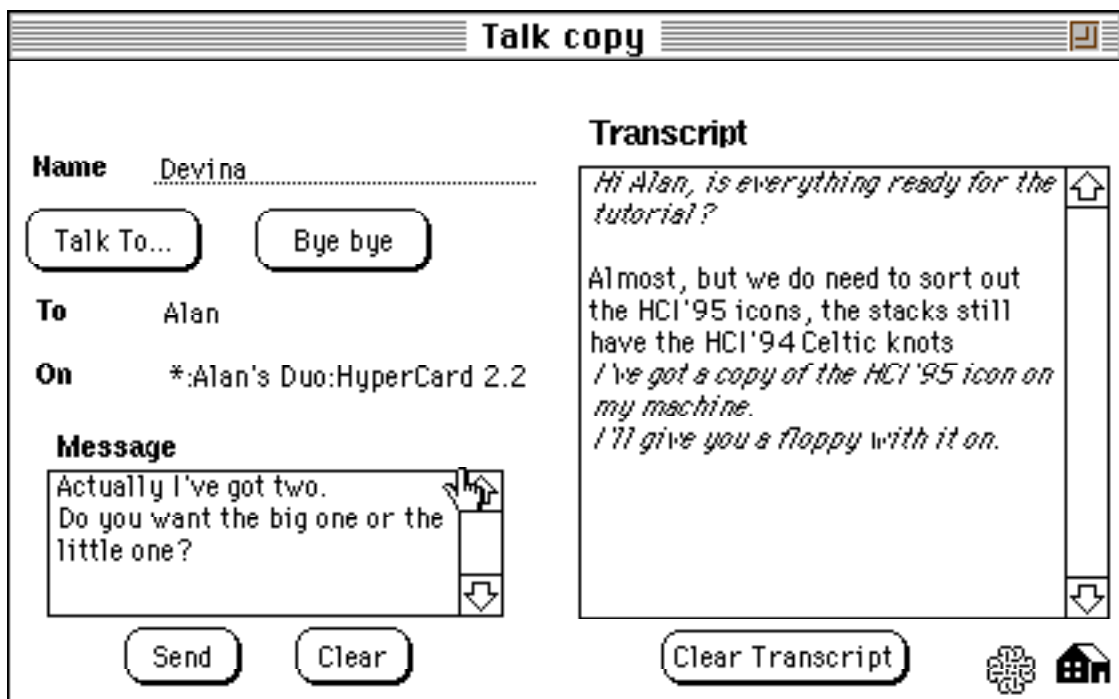 Talk copy
Name Devina
Talk To... Bye bye
To Alan
On *:Alan's Duo:HyperCard 2.2
Message
Actually I've got two.
Do you want the big one or the
little one?
Send Clear
Transcript
Hi Alan, is everything ready for the
tutorial?
Almost, but we do need to sort out
the HCI'95 icons, the stacks still
have the HCI'94 Celtic knots
I've got a copy of the HCI'95 icon on
my machine.
I'll give you a floppy with it on.
Clear Transcript